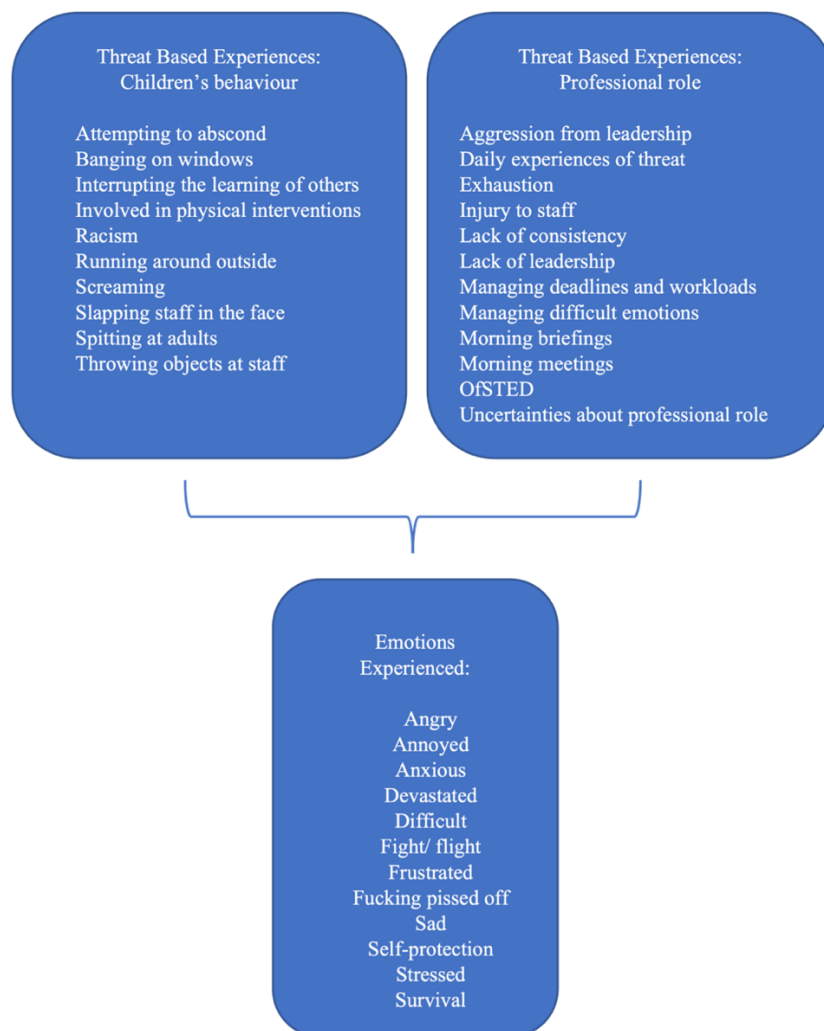 Threat Based Experiences:
Children’s behaviour
Attempting to abscond
Banging on windows
Interrupting the learning of others
Involved in physical interventions
Racism
Running around outside
Screaming
Slapping staff in the face
Spitting at adults
Throwing objects at staff
Threat Based Experiences:
Professional role
Aggression from leadership
Daily experiences of threat
Exhaustion
Injury to staff
Lack of consistency
Lack of leadership
Managing deadlines and workloads
Managing difficult emotions
Morning briefings
Morning meetings
OfSTED
Uncertainties about professional role
Emotions
Experienced:
Angry
Annoyed
Anxious
Devastated
Difficult
Fight/ flight
Frustrated
Fucking pissed off
Sad
Self-protection
Stressed
Survival